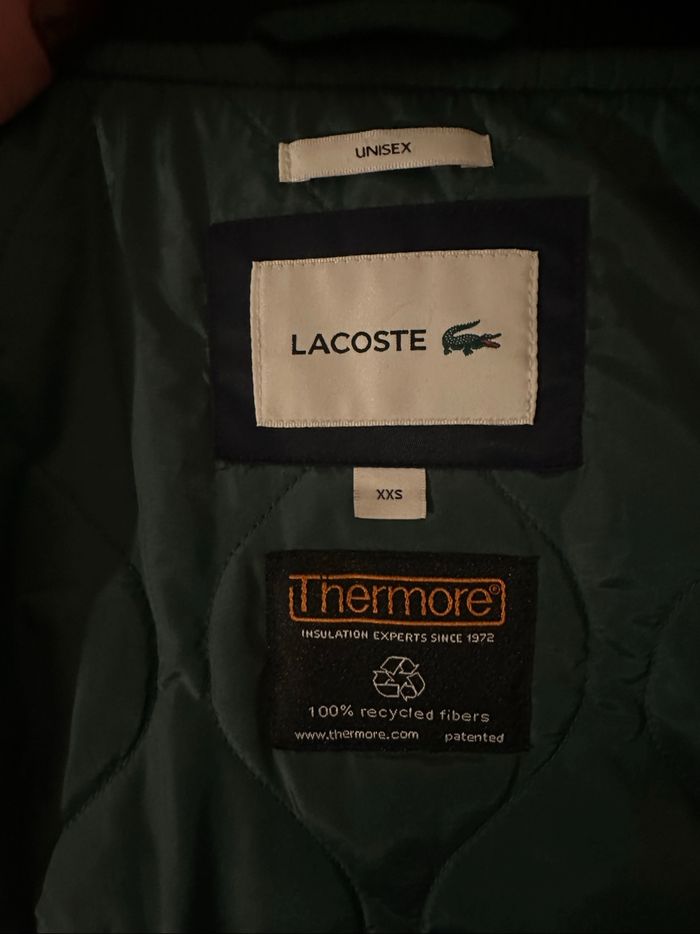 UNISEX
LACOSTE
XXS
Thermore®
INSULATION EXPERTS SINCE 1972
100% recycled fibers
www.thermore.com patented